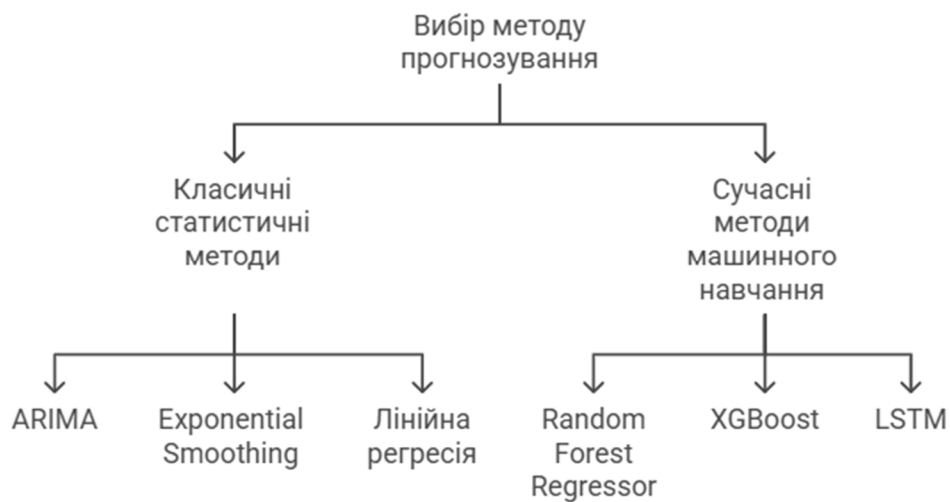 Вибір методу
прогнозування
Класичні
статистичні
методи
Сучасні
методи
машинного
навчання
ARIMA
Exponential
Smoothing
Лінійна
регресія
Random
Forest
Regressor
XGBoost
LSTM